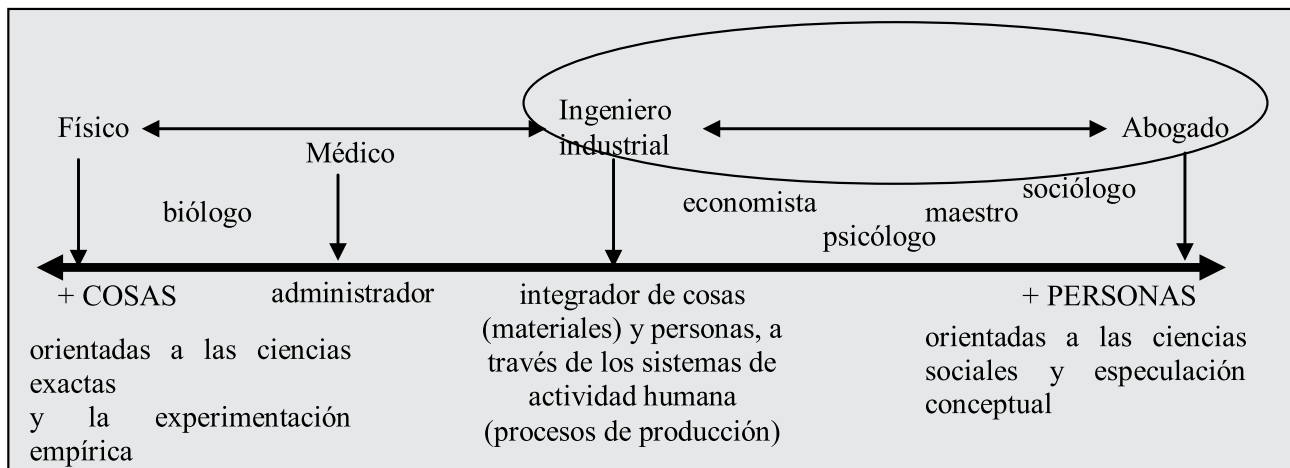 Físico
Médico
Ingeniero
industrial
Abogado
biólogo
economista
psicólogo
maestro
sociólogo
+ COSAS
administrador
orientadas a las ciencias
exactas
y la experimentación
empírica
integrador de cosas
(materiales) y personas, a
través de los sistemas de
actividad humana
(procesos de producción)
+ PERSONAS
orientadas a las ciencias
sociales y especulación
conceptual